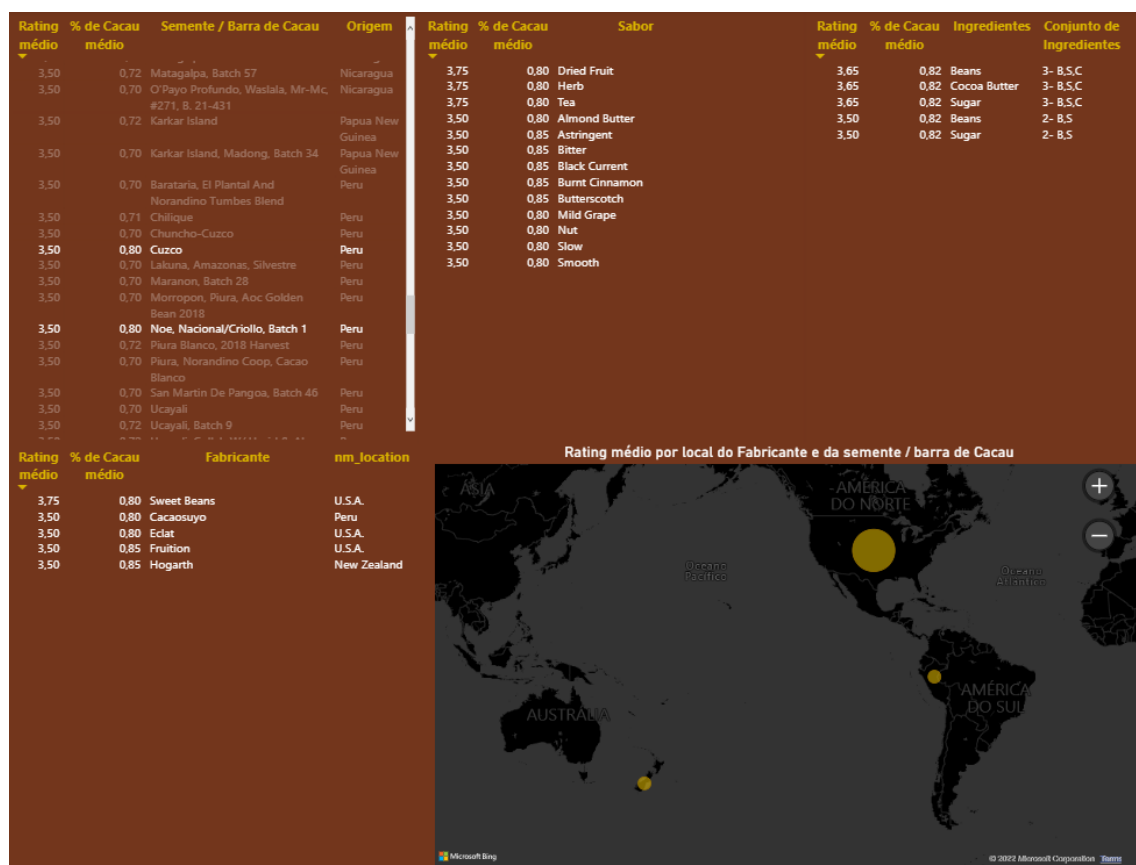 Rating médio % de Cacau médio Semente / Barra de Cacau Origem
3,50 0,72 Matagalpa, Batch 57 Nicaragua
3,50 0,70 O'Payo Profundo, Waslala, Mr-Mc, Nicaragua
#271, B. 21-431
3,50 0,72 Karkar Island Papua New
Guinea
3,50 0,70 Karkar Island, Madong, Batch 34 Papua New
Guinea
3,50 0,70 Barataria, El Plantal And Peru
Norandino Tumbes Blend
3,50 0,71 Chilique Peru
3,50 0,70 Chuncho-Cuzco Peru
3,50 0,80 Cuzco Peru
3,50 0,70 Lakuna, Amazonas, Silvestre Peru
3,50 0,70 Maranon, Batch 28 Peru
3,50 0,70 Morropon, Piura, Aoc Golden Peru
Bean 2018
3,50 0,80 Noe, Nacional/Criollo, Batch 1 Peru
3,50 0,72 Piura Blanco, 2018 Harvest Peru
3,50 0,70 Piura, Norandino Coop, Cacao Peru
Blanco
3,50 0,70 San Martin De Pangoa, Batch 46 Peru
3,50 0,70 Ucayali Peru
3,50 0,72 Ucayali, Batch 9 Peru
Rating médio % de Cacau médio Sabor
3,75 0,80 Dried Fruit
3,75 0,80 Herb
3,75 0,80 Tea
3,50 0,80 Almond Butter
3,50 0,85 Astringent
3,50 0,85 Bitter
3,50 0,85 Black Current
3,50 0,85 Burnt Cinnamon
3,50 0,85 Butterscotch
3,50 0,80 Mild Grape
3,50 0,80 Nut
3,50 0,80 Slow
3,50 0,80 Smooth
Rating médio % de Cacau médio Ingredientes Conjunto de Ingredientes
3,65 0,82 Beans 3- B,S,C
3,65 0,82 Cocoa Butter 3- B,S,C
3,65 0,82 Sugar 3- B,S,C
3,50 0,82 Beans 2- B,S
3,50 0,82 Sugar 2- B,S
Rating médio % de Cacau médio Fabricante nm_location
3,75 0,80 Sweet Beans U.S.A.
3,50 0,80 Cacaosuyo Peru
3,50 0,80 Eclat U.S.A.
3,50 0,85 Fruition U.S.A.
3,50 0,85 Hogarth New Zealand
Rating médio por local do Fabricante e da semente / barra de Cacau
ÁSIA
AMÉRICA
DO NORTE
Oceano
Pacífico
Oceano
Atlântico
AMÉRICA
DO SUL
AUSTRÁLIA
Microsoft Bing
© 2022 Microsoft Corporation Terms